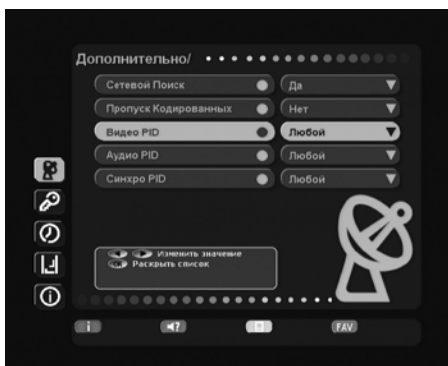 Дополнительно/
Сетевой Поиск Да
Пропуск Кодированных Нет
Видео PID Любой
Аудио PID Любой
Синхро PID Любой
Изменить значение
Раскрыть список
i ?
FAV